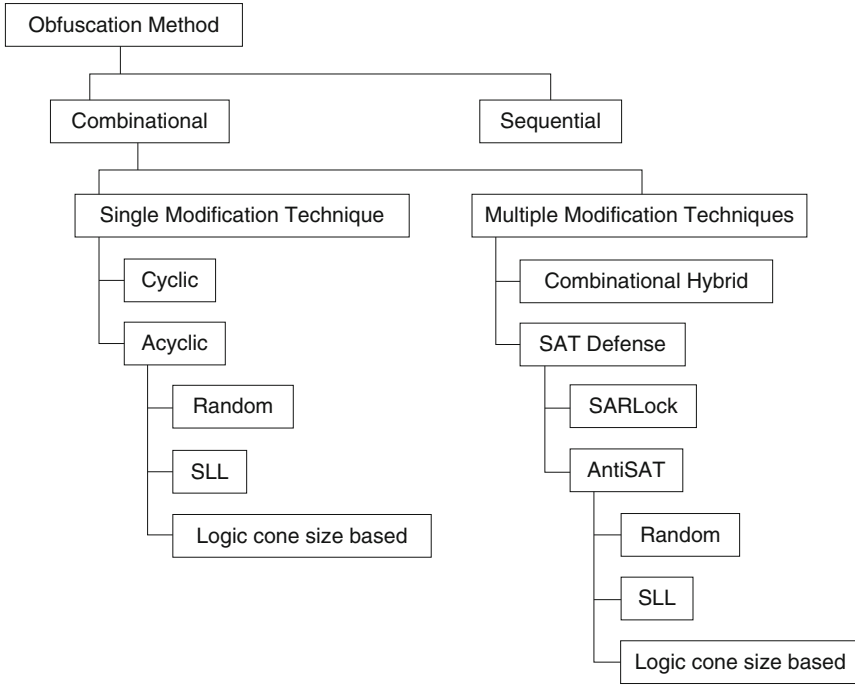 Obfuscation Method
Combinational
Sequential
Single Modification Technique
Multiple Modification Techniques
Cyclic
Acyclic
Random
SLL
Logic cone size based
Combinational Hybrid
SAT Defense
SARLock
AntiSAT
Random
SLL
Logic cone size based